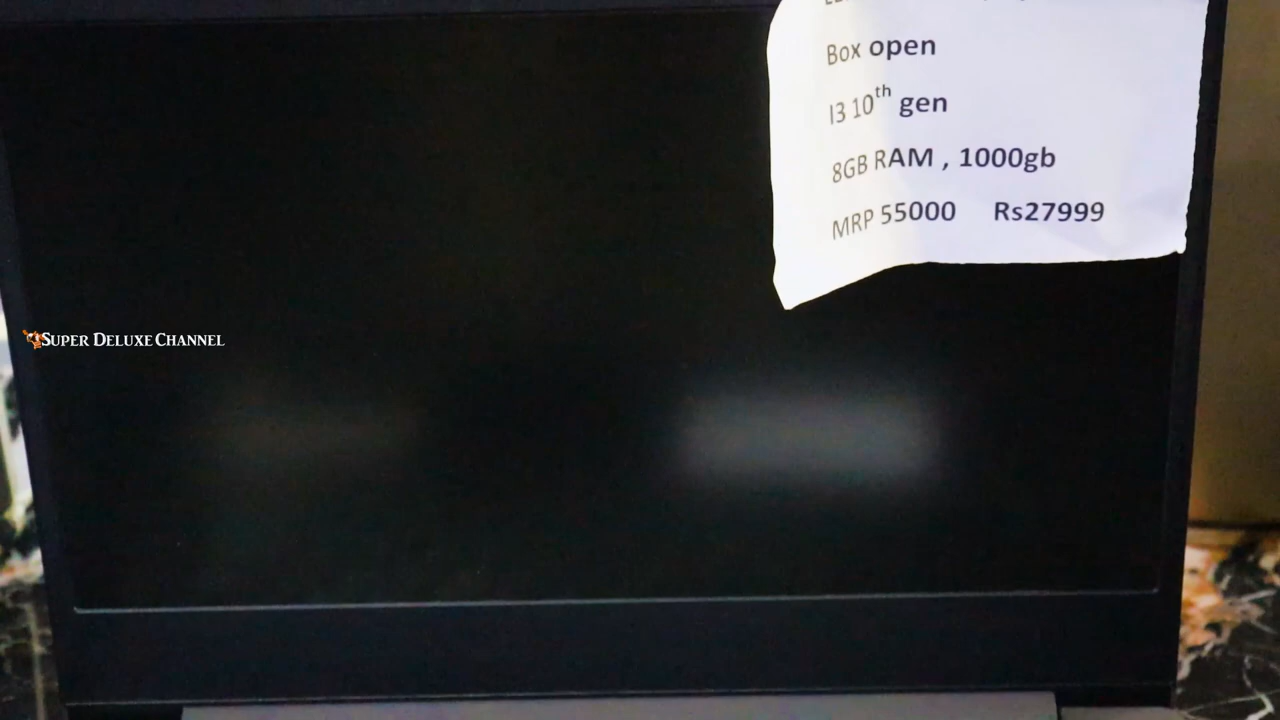 Box open
I3 10th gen
8GB RAM , 1000gb
MRP 55000 Rs27999
SUPER DELUXE CHANNEL